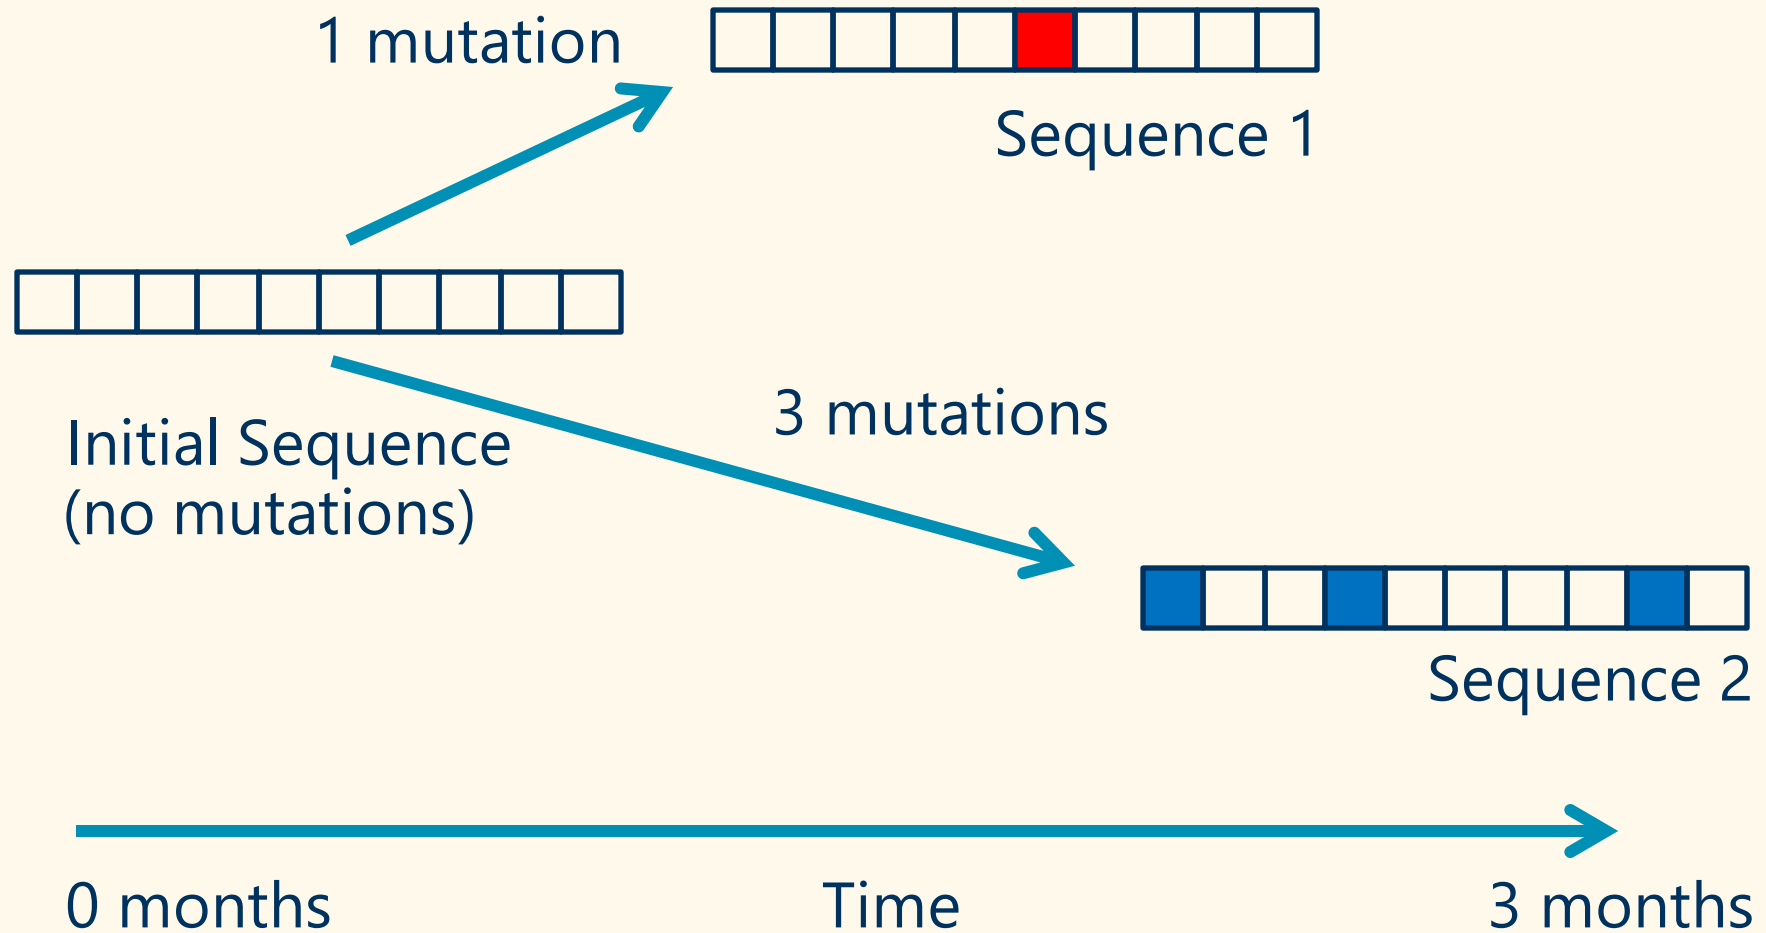 1 mutation
Sequence 1
Initial Sequence
(no mutations)
3 mutations
Sequence 2
0 months
Time
3 months